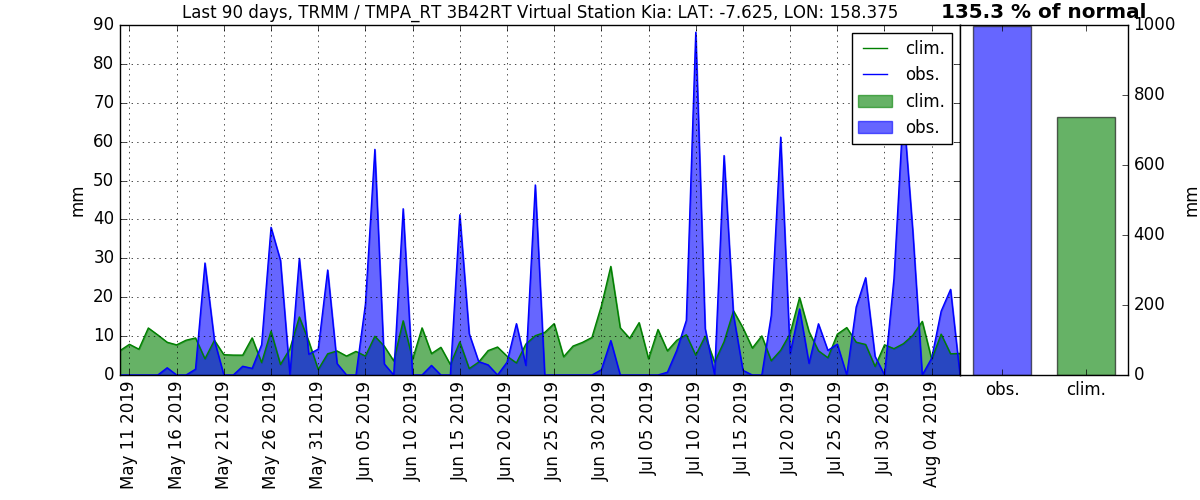 Last 90 days, TRMM / TMPA_RT 3B42RT Virtual Station Kia: LAT: -7.625, LON: 158.375
135.3 % of normal
mm
90
80
70
60
50
40
30
20
10
0
clim.
obs.
clim.
obs.
1000
800
600
400
200
0
mm
May 11 2019
May 16 2019
May 21 2019
May 26 2019
May 31 2019
Jun 05 2019
Jun 10 2019
Jun 15 2019
Jun 20 2019
Jun 25 2019
Jun 30 2019
Jul 05 2019
Jul 10 2019
Jul 15 2019
Jul 20 2019
Jul 25 2019
Jul 30 2019
Aug 04 2019
obs.
clim.